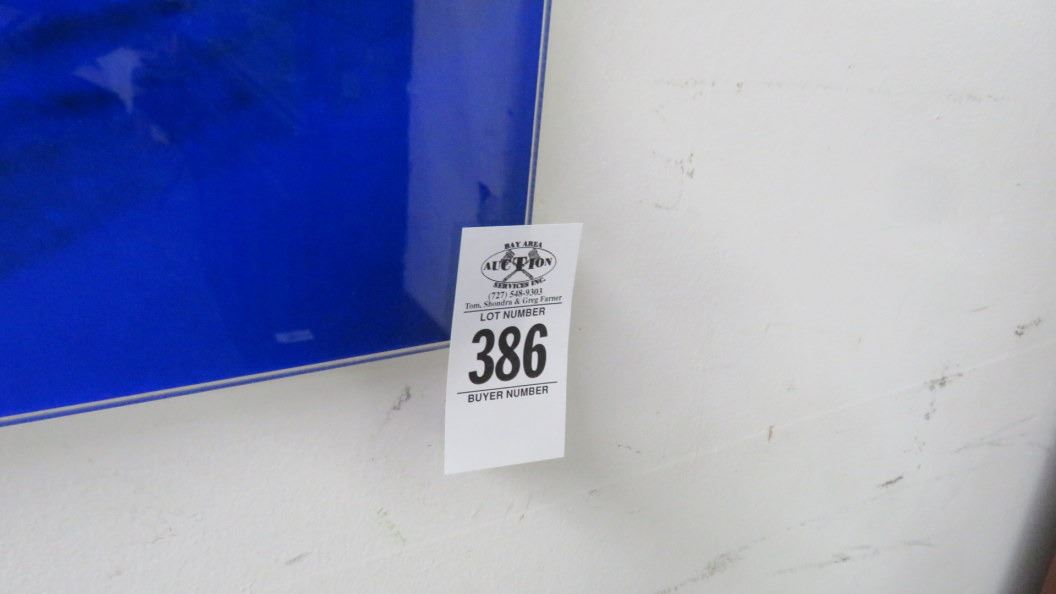 BAY AREA
AUCTION
SERVICES INC.
(727) 548-9303
Tom, Shondra & Greg Farner
LOT NUMBER
386
BUYER NUMBER